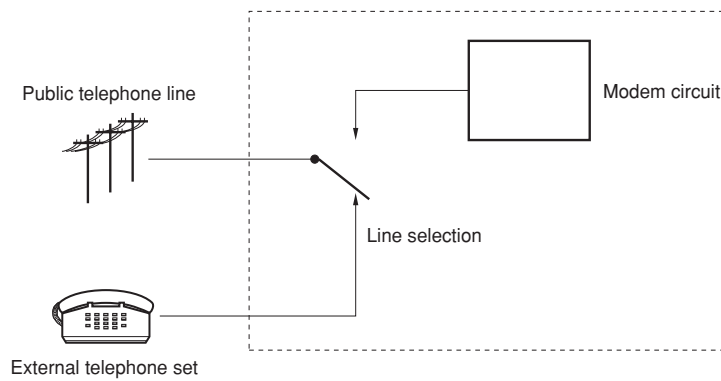 Public telephone line
Modem circuit
Line selection
External telephone set